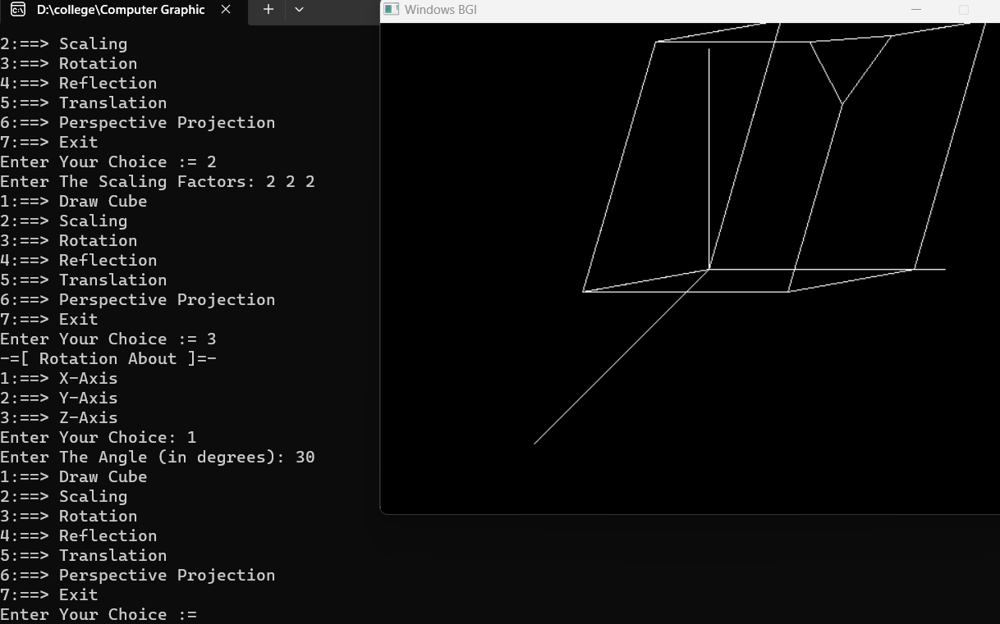 D:\college\Computer Graphic
Windows BGI
2:==> Scaling
3:==> Rotation
4:==> Reflection
5:==> Translation
6:==> Perspective Projection
7:==> Exit
Enter Your Choice := 2
Enter The Scaling Factors: 2 2 2
1:==> Draw Cube
2:==> Scaling
3:==> Rotation
4:==> Reflection
5:==> Translation
6:==> Perspective Projection
7:==> Exit
Enter Your Choice := 3
-=[ Rotation About ]=-
1:==> X-Axis
2:==> Y-Axis
3:==> Z-Axis
Enter Your Choice: 1
Enter The Angle (in degrees): 30
1:==> Draw Cube
2:==> Scaling
3:==> Rotation
4:==> Reflection
5:==> Translation
6:==> Perspective Projection
7:==> Exit
Enter Your Choice :=